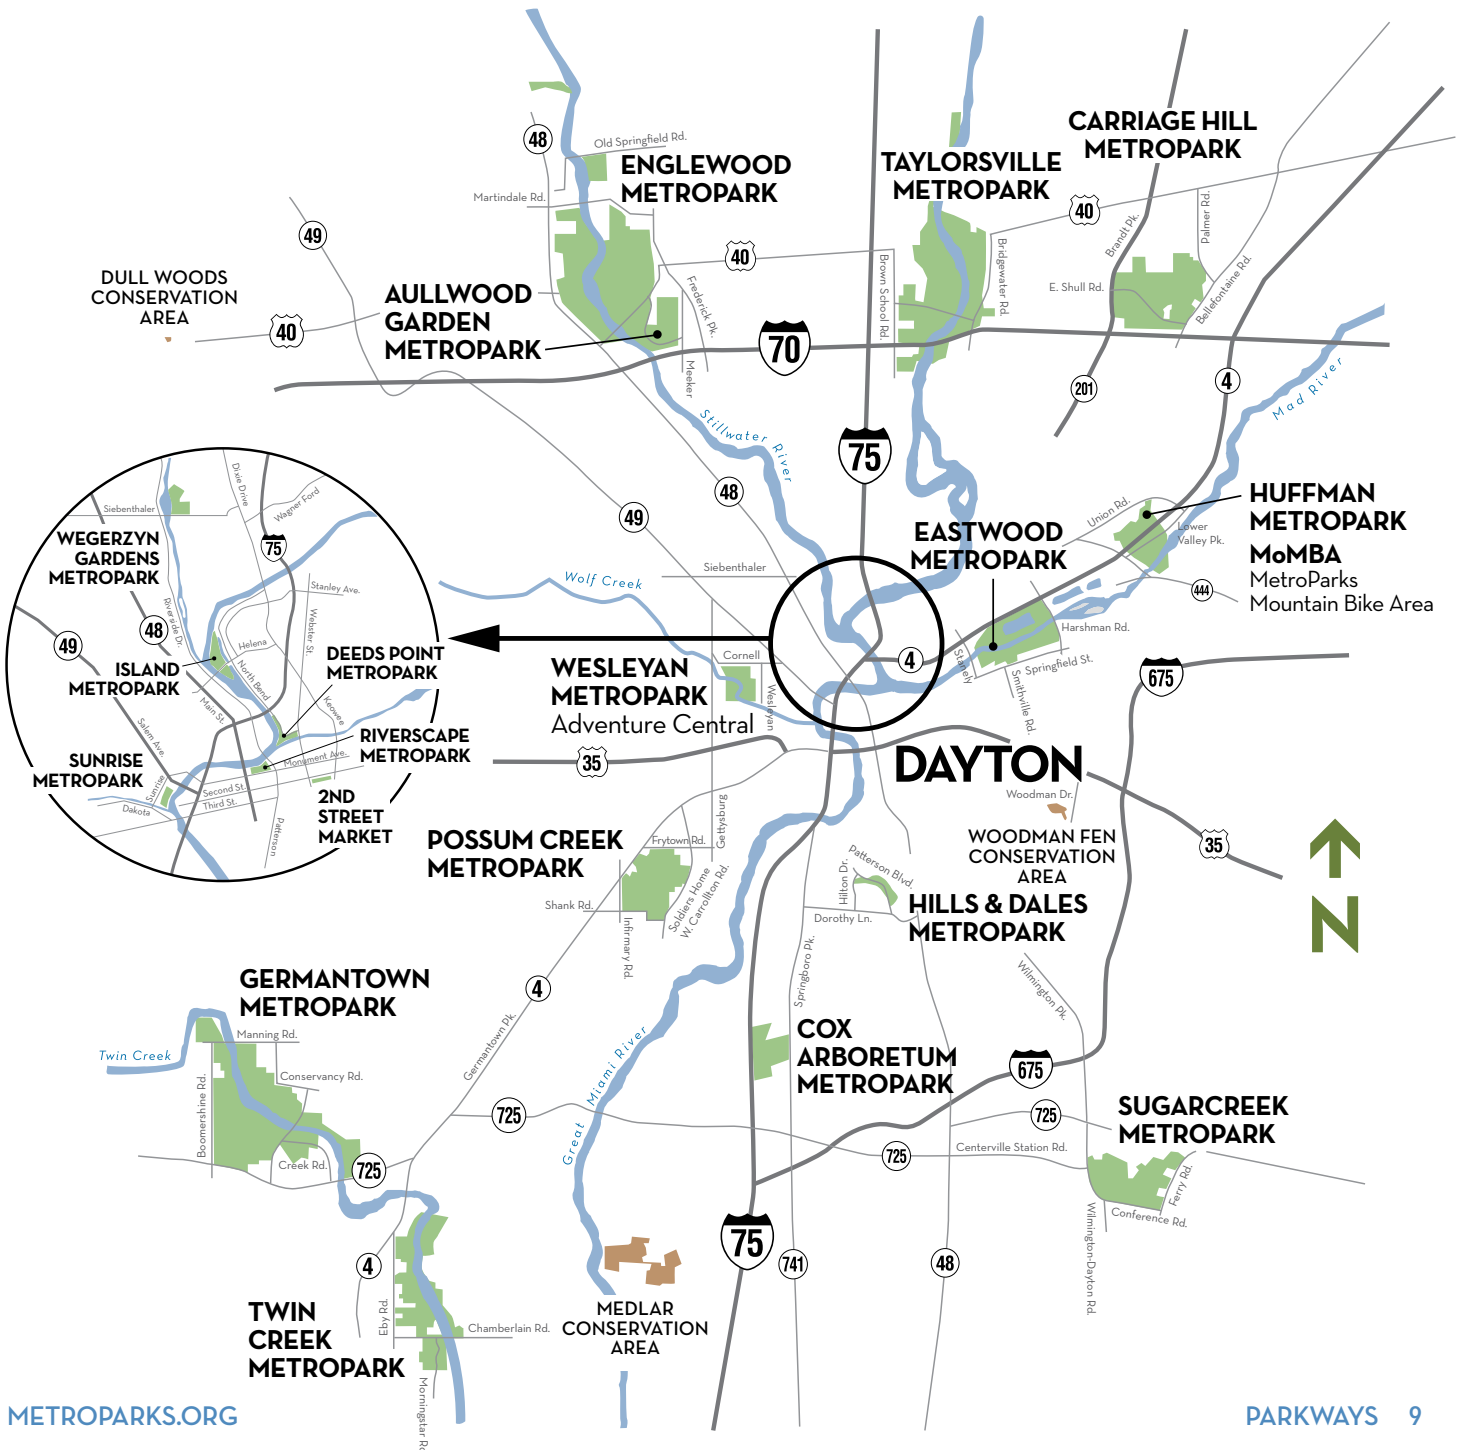 48
Old Springfield Rd.
ENGLEWOOD
METROPARK
Martindale Rd.
TAYLORSVILLE
METROPARK
CARRIAGE HILL
METROPARK
40
Brandt Pk.
Palmer Rd.
49
40
Brown School Rd.
Bridgewater Rd.
E. Shull Rd.
Bellefontaine Rd.
DULL WOODS
CONSERVATION
AREA
40
AULLWOOD
GARDEN
METROPARK
Frederick Pk.
Meeker
70
201
4
Mad River
Stillwater River
75
48
49
Union Rd.
HUFFMAN
METROPARK
MoMBA
MetroParks
Mountain Bike Area
Lower
Valley Pk.
444
EASTWOOD
METROPARK
Harshman Rd.
Springfield St.
Stanely
Smithville Rd.
4
675
Wolf Creek
Siebenthaler
Cornell
Wesleyan
WESLEYAN
METROPARK
Adventure Central
Dixie Drive
Wagner Ford
Siebenthaler
WEGERZYN
GARDENS
METROPARK
75
Stanley Ave.
Riverside Dr.
Webster St.
48
49
Helena
DEEDS POINT
METROPARK
ISLAND
METROPARK
North Bend
Main St.
Keowee
Salem Ave.
RIVERSCAPE
METROPARK
Monument Ave.
SUNRISE
METROPARK
Sunrise
Second St.
Third St.
Dakota
2ND
STREET
MARKET
Patterson
35
DAYTON
Woodman Dr.
WOODMAN FEN
CONSERVATION
AREA
35
Gettysburg
POSSUM CREEK
METROPARK
Frytown Rd.
Shank Rd.
Infirmary Rd.
Soldiers Home
W. Carrollton Rd.
Patterson Blvd.
Hilton Dr.
Dorothy Ln.
HILLS & DALES
METROPARK
N
Springboro Pk.
Wilmington Pk.
4
Germantown Pk.
GERMANTOWN
METROPARK
Manning Rd.
Twin Creek
Conservancy Rd.
Boomershine Rd.
Creek Rd.
725
725
Great Miami River
COX
ARBORETUM
METROPARK
675
725
725
Centerville Station Rd.
SUGARCREEK
METROPARK
Ferry Rd.
Conference Rd.
Wilmington-Dayton Rd.
75
741
48
4
Eby Rd.
TWIN
CREEK
METROPARK
Chamberlain Rd.
MEDLAR
CONSERVATION
AREA
METROPARKS.ORG
PARKWAYS 9